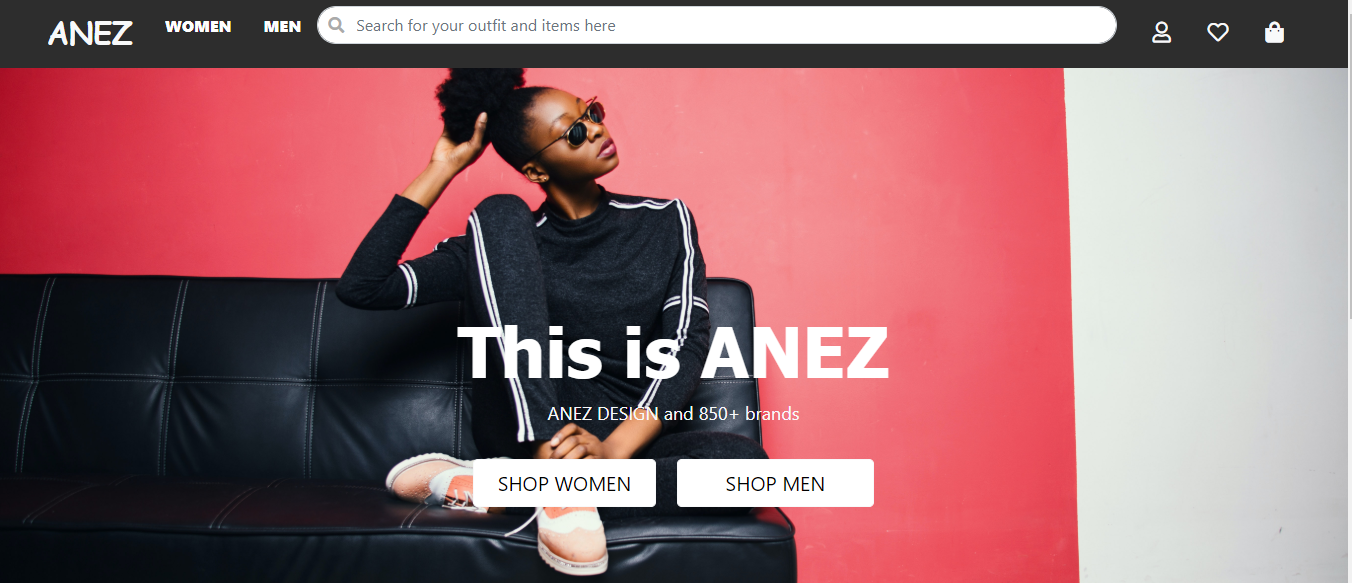 ANEZ WOMEN MEN Search for your outfit and items here
This is ANEZ
ANEZ DESIGN and 850+ brands
SHOP WOMEN SHOP MEN